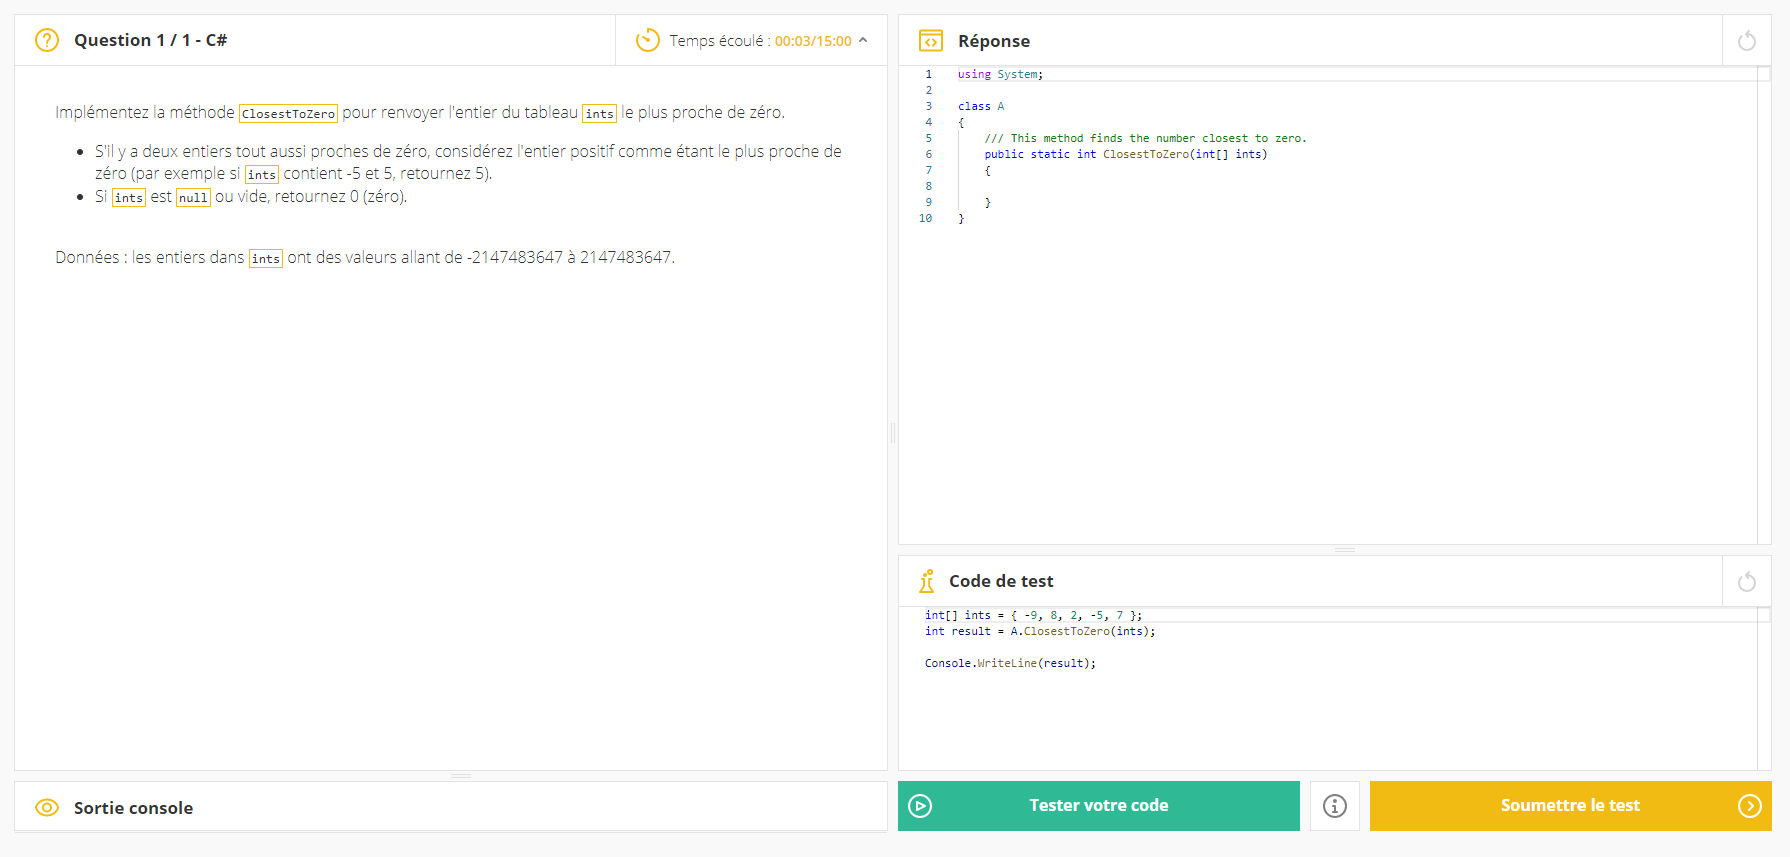 Question 1 / 1 - C#
Temps écoulé : 00:03/15:00
Implémentez la méthode ClosestToZero pour renvoyer l'entier du tableau ints le plus proche de zéro.
S'il y a deux entiers tout aussi proches de zéro, considérez l'entier positif comme étant le plus proche de
zéro (par exemple si ints contient -5 et 5, retournez 5).
Si ints est null ou vide, retournez 0 (zéro).
Données : les entiers dans ints ont des valeurs allant de -2147483647 à 2147483647.
Sortie console
Réponse
1 using System;
2
3 class A
4 {
5 /// This method finds the number closest to zero.
6 public static int ClosestToZero(int[] ints)
7 {
8
9 }
10 }
Code de test
int[] ints = { -9, 8, 2, -5, 7 };
int result = A.ClosestToZero(ints);
Console.WriteLine(result);
Tester votre code
Soumettre le test